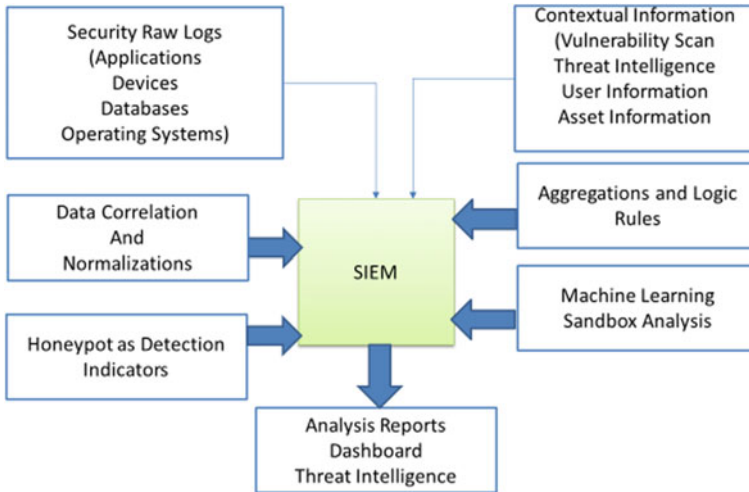 Security Raw Logs
(Applications
Devices
Databases
Operating Systems)
Contextual Information
(Vulnerability Scan
Threat Intelligence
User Information
Asset Information
Data Correlation
And
Normalizations
SIEM
Aggregations and Logic
Rules
Honeypot as Detection
Indicators
Machine Learning
Sandbox Analysis
Analysis Reports
Dashboard
Threat Intelligence